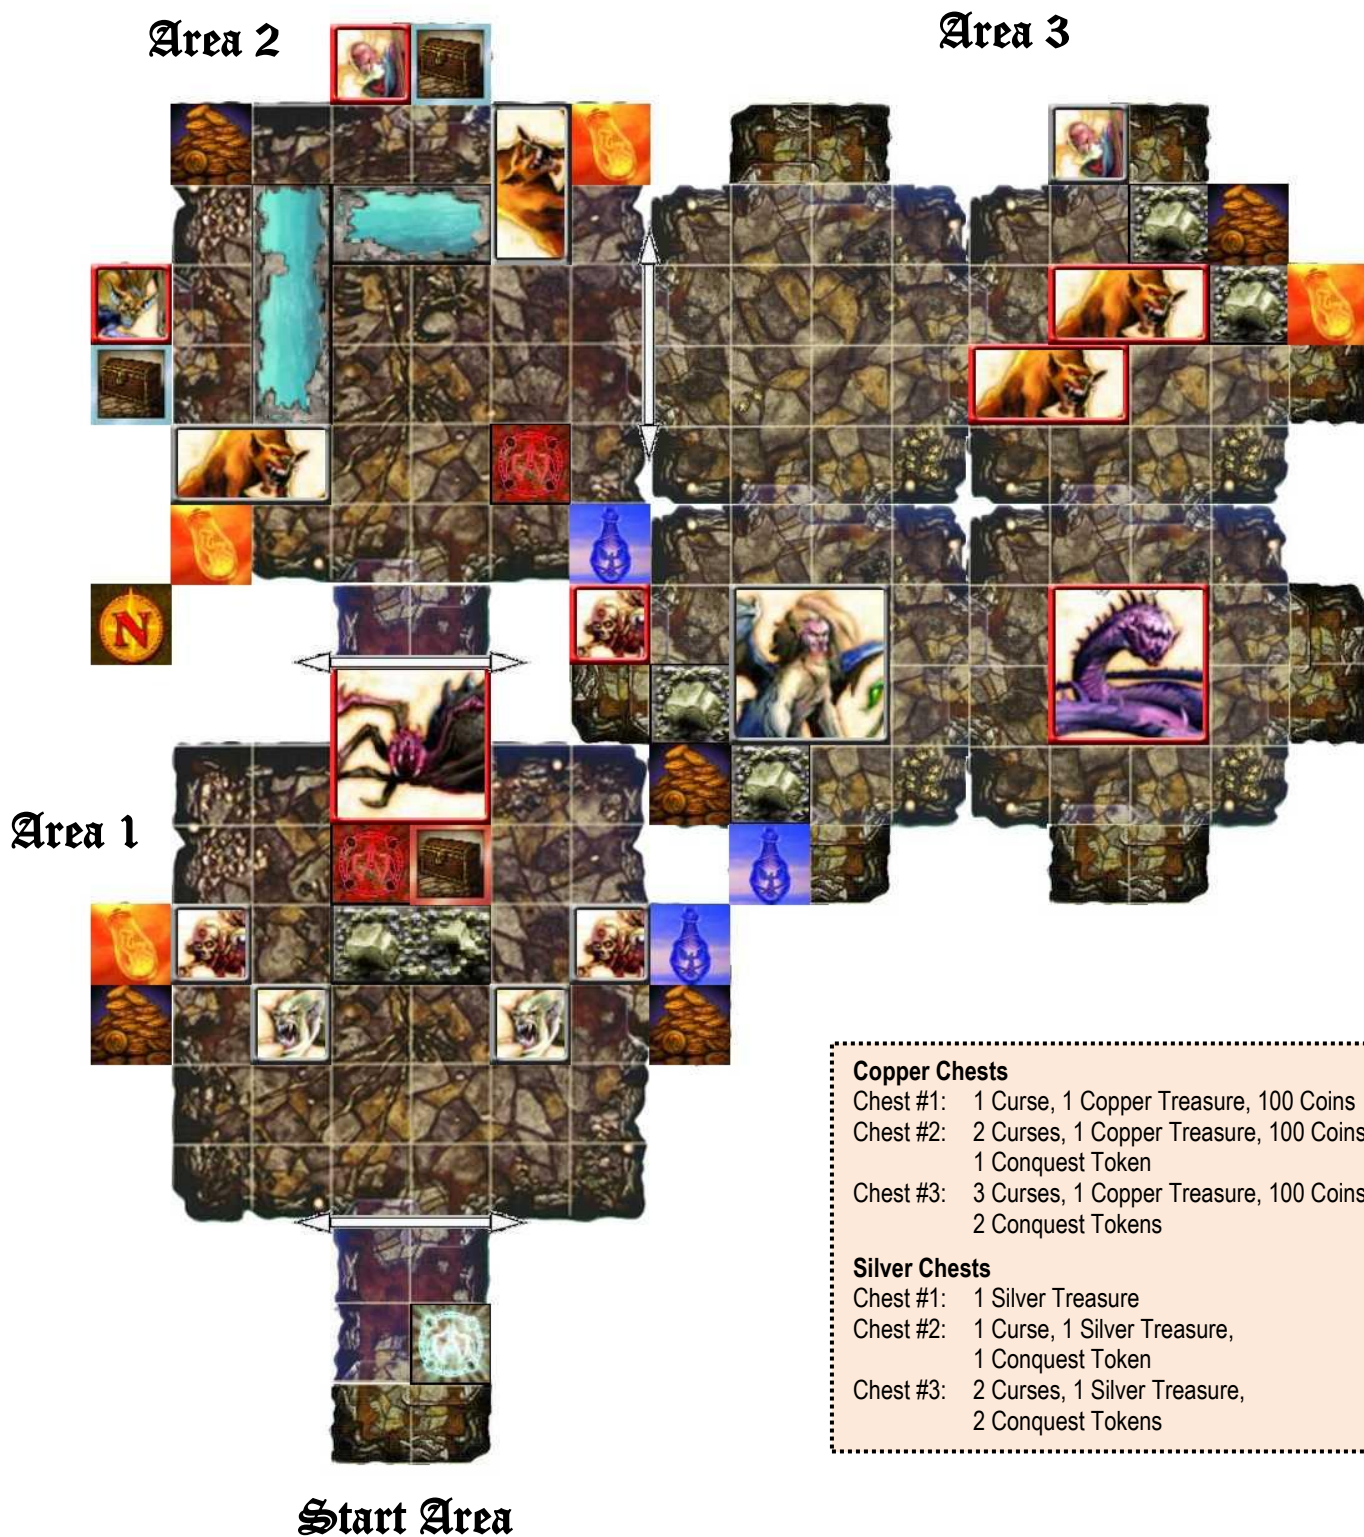 Area 2
Area 3
N
Area 1
Copper Chests
Chest #1: 1 Curse, 1 Copper Treasure, 100 Coins
Chest #2: 2 Curses, 1 Copper Treasure, 100 Coins
1 Conquest Token
Chest #3: 3 Curses, 1 Copper Treasure, 100 Coins
2 Conquest Tokens
Silver Chests
Chest #1: 1 Silver Treasure
Chest #2: 1 Curse, 1 Silver Treasure,
1 Conquest Token
Chest #3: 2 Curses, 1 Silver Treasure,
2 Conquest Tokens
Start Area